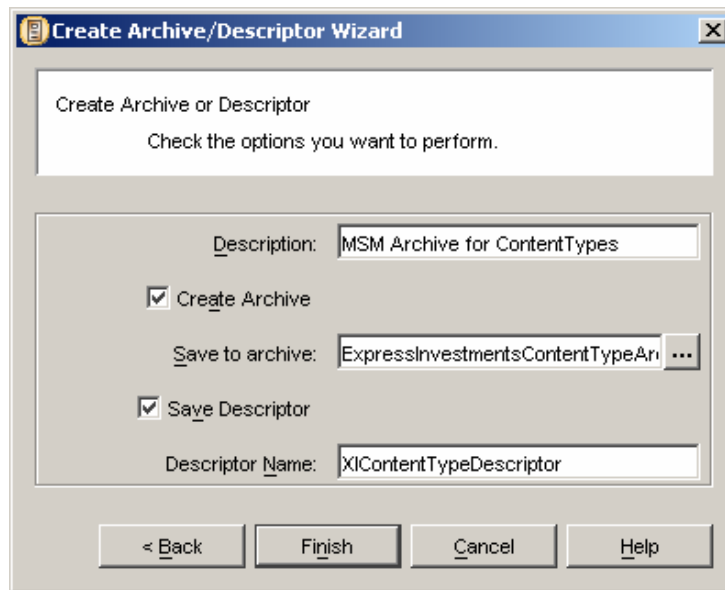 Create Archive/Descriptor Wizard
Create Archive or Descriptor
Check the options you want to perform.
Description: MSM Archive for ContentTypes
Create Archive
Save to archive: ExpressInvestmentsContentTypeAr ...
Save Descriptor
Descriptor Name: XIContentTypeDescriptor
< Back Finish Cancel Help